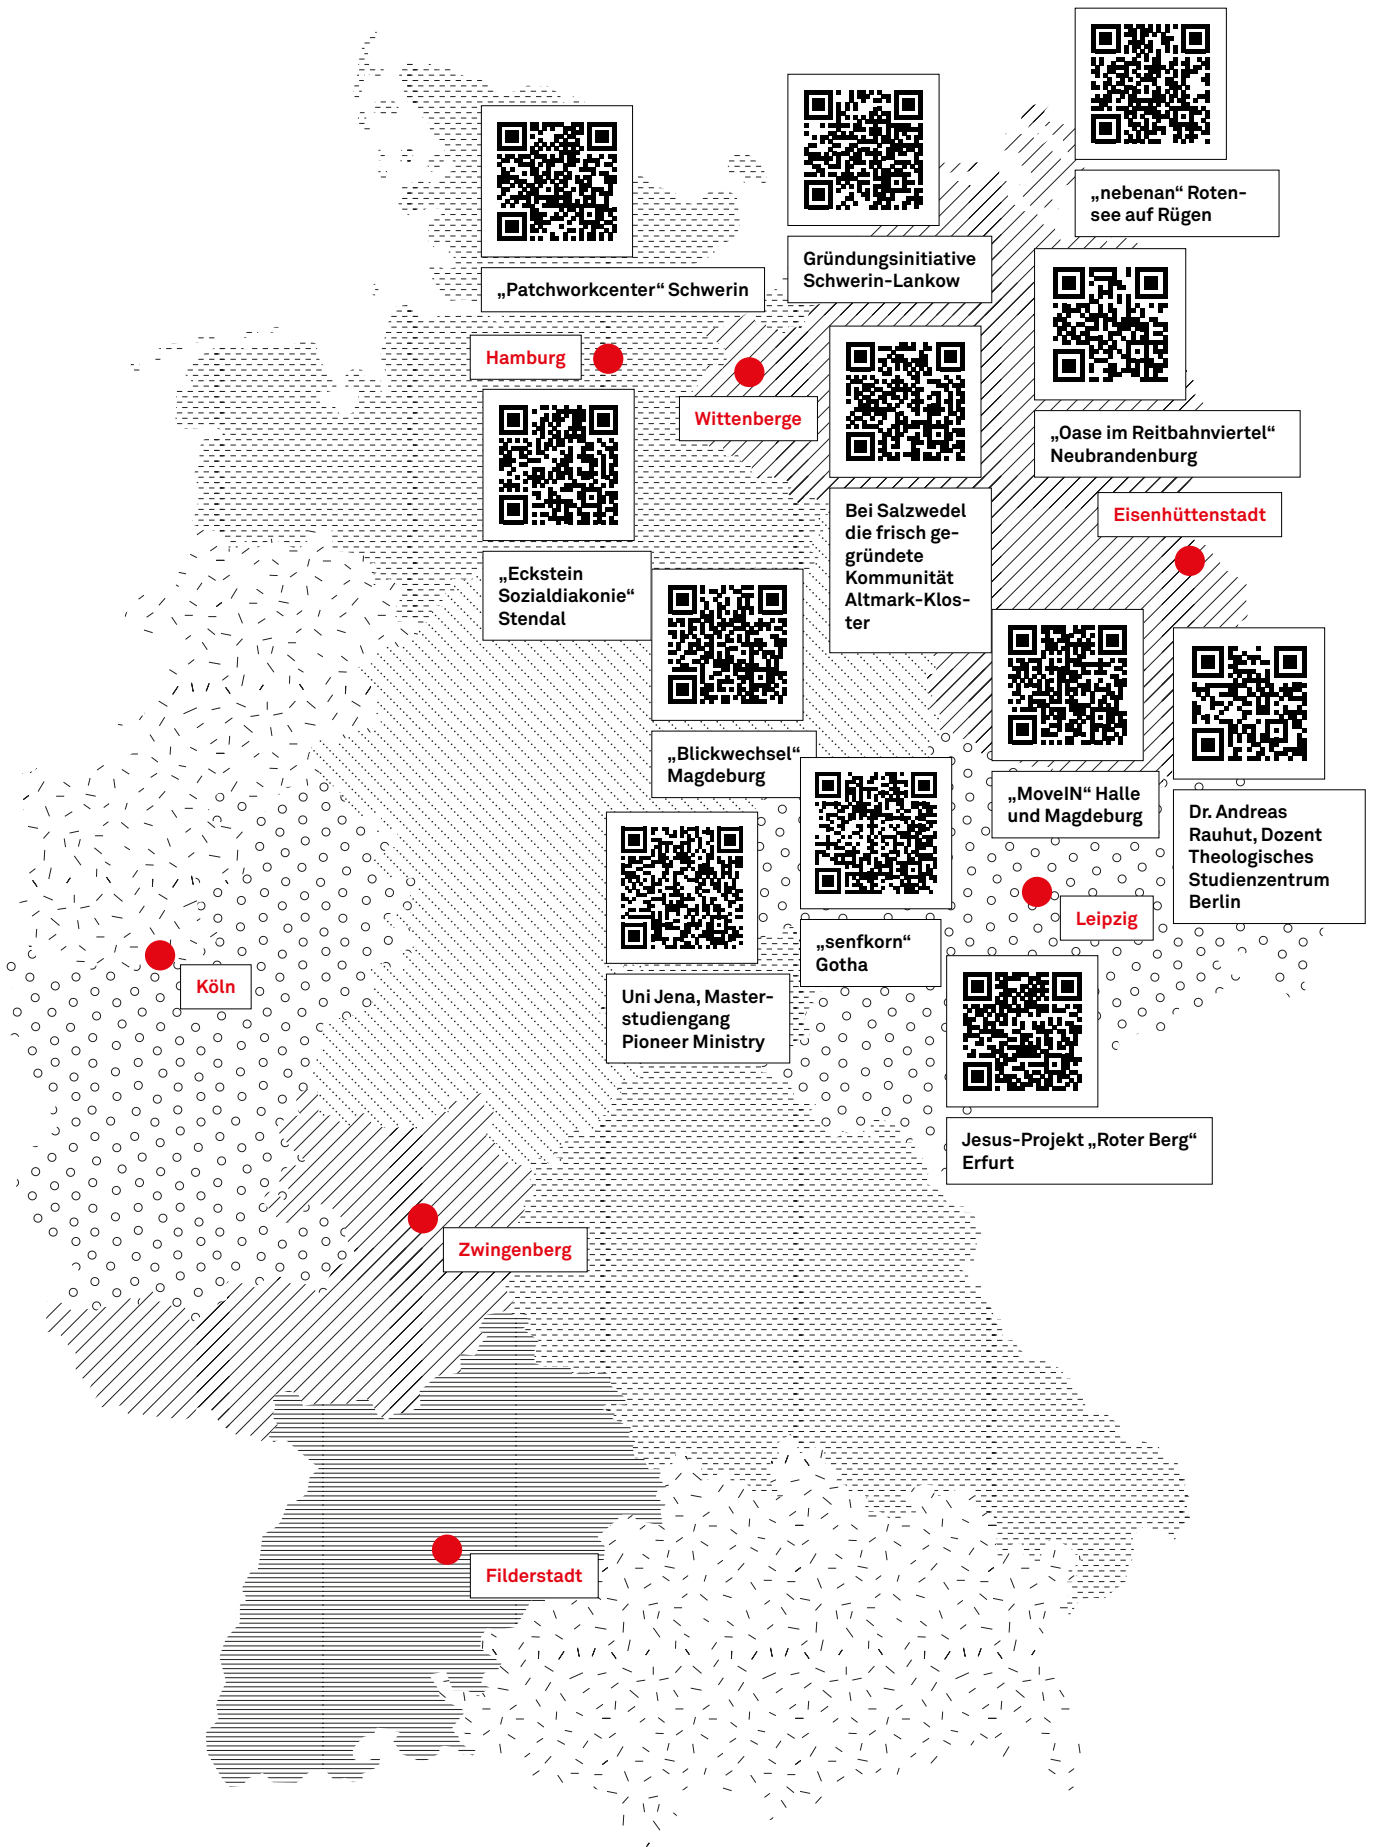 „nebenan“ Roten-
see auf Rügen
Gründungsinitiative
Schwerin-Lankow
„Patchworkcenter“ Schwerin
Hamburg
Wittenberge
„Oase im Reitbahnviertel“
Neubrandenburg
Bei Salzwedel
die frisch ge-
gründete
Kommunität
Altmark-Klos-
ter
Eisenhüttenstadt
„Eckstein
Sozialdiakonie“
Stendal
„Blickwechsel“
Magdeburg
„MoveIN“ Halle
und Magdeburg
Dr. Andreas
Rauhut, Dozent
Theologisches
Studienzentrum
Berlin
Leipzig
„senfkorn“
Gotha
Köln
Uni Jena, Master-
studiengang
Pioneer Ministry
Jesus-Projekt „Roter Berg“
Erfurt
Zwingenberg
Filderstadt